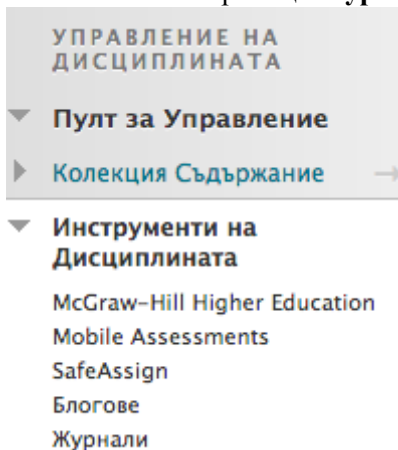 УПРАВЛЕНИЕ НА
ДИСЦИПЛИНАТА
Пулт за Управление
Колекция Съдържание
Инструменти на
Дисциплината
McGraw-Hill Higher Education
Mobile Assessments
SafeAssign
Блогове
Журнали